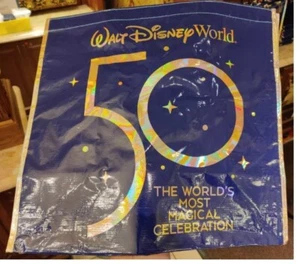 WALT DISNEY World
50
THE WORLD'S
MOST
MAGICAL
CELEBRATION